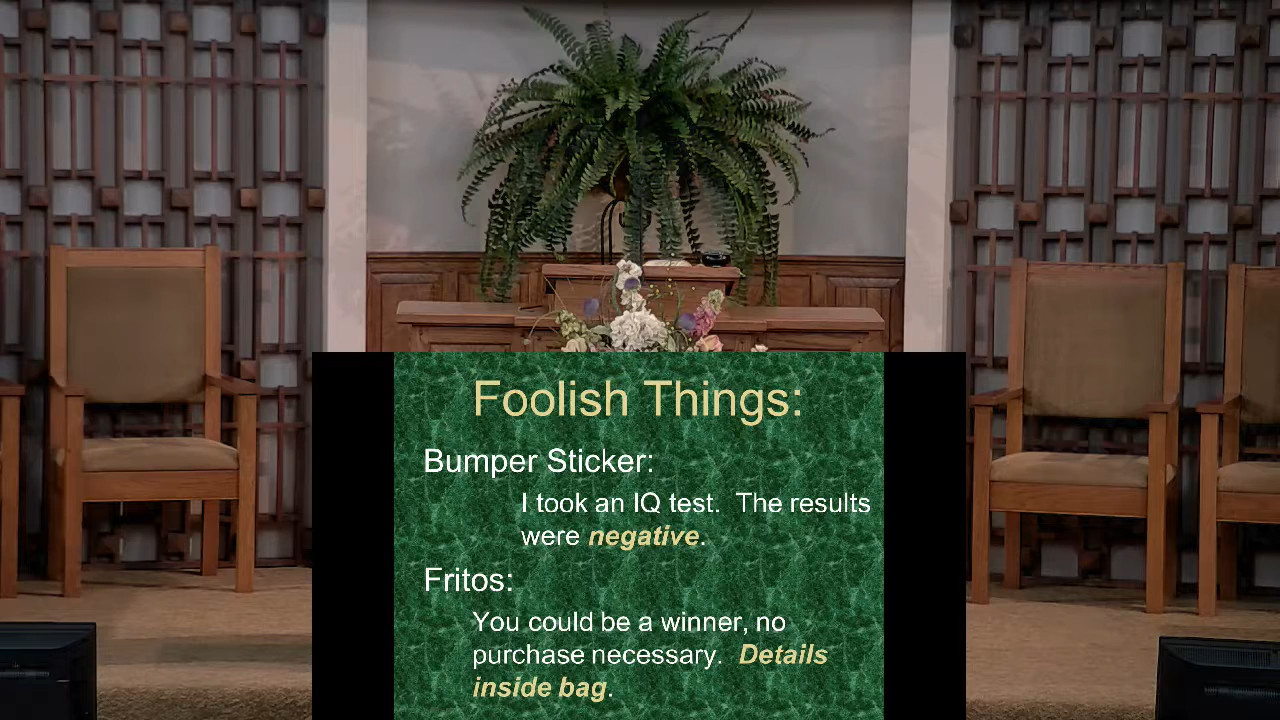 Foolish Things:
Bumper Sticker:
I took an IQ test. The results
were negative.
Fritos:
You could be a winner, no
purchase necessary. Details
inside bag.